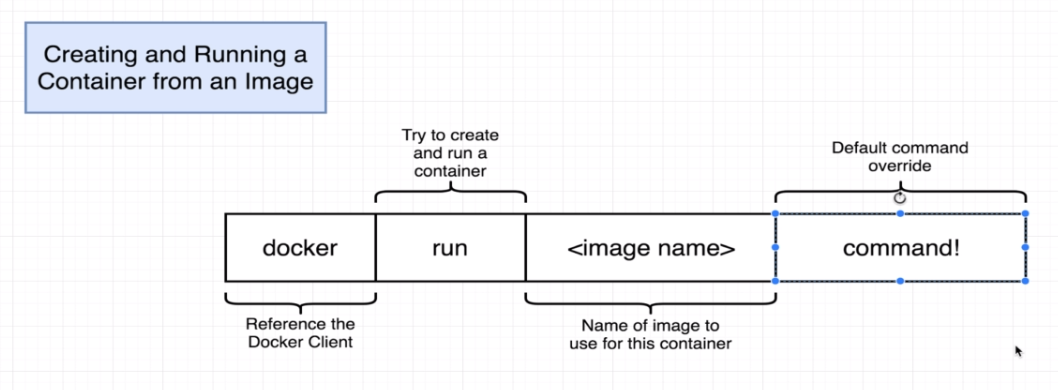 Creating and Running a
Container from an Image
Try to create
and run a
container
Default command
override
docker
run
<image name>
command!
Reference the
Docker Client
Name of image to
use for this container